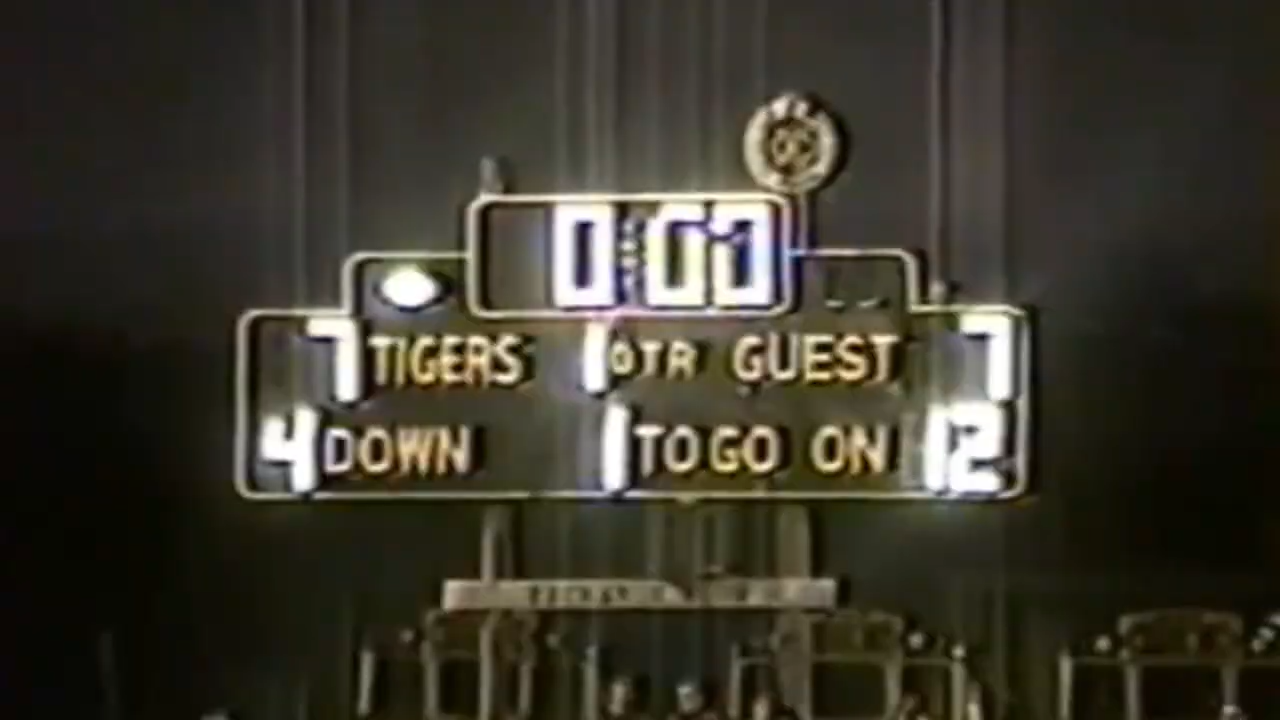 0:00
7 TIGERS 1 QTR GUEST 7
4 DOWN 1 TO GO ON 12